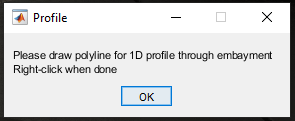 Profile
Please draw polyline for 1D profile through embayment
Right-click when done
OK